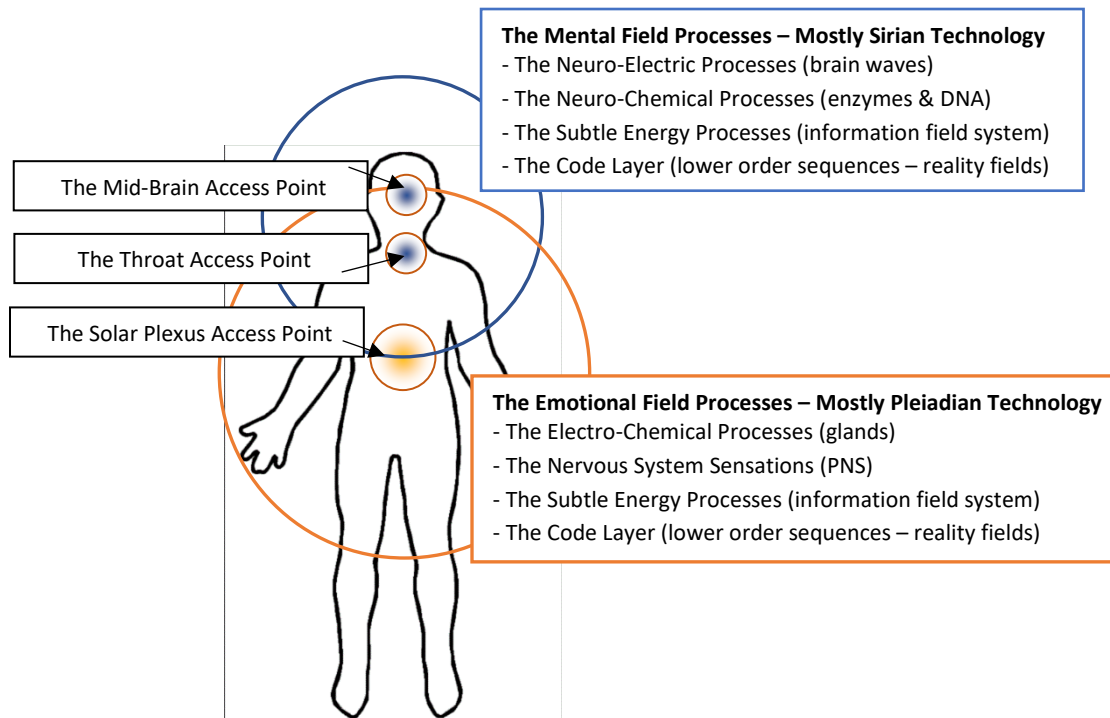 The Mental Field Processes – Mostly Sirian Technology
- The Neuro-Electric Processes (brain waves)
- The Neuro-Chemical Processes (enzymes & DNA)
- The Subtle Energy Processes (information field system)
- The Code Layer (lower order sequences – reality fields)
The Mid-Brain Access Point
The Throat Access Point
The Solar Plexus Access Point
The Emotional Field Processes – Mostly Pleiadian Technology
- The Electro-Chemical Processes (glands)
- The Nervous System Sensations (PNS)
- The Subtle Energy Processes (information field system)
- The Code Layer (lower order sequences – reality fields)